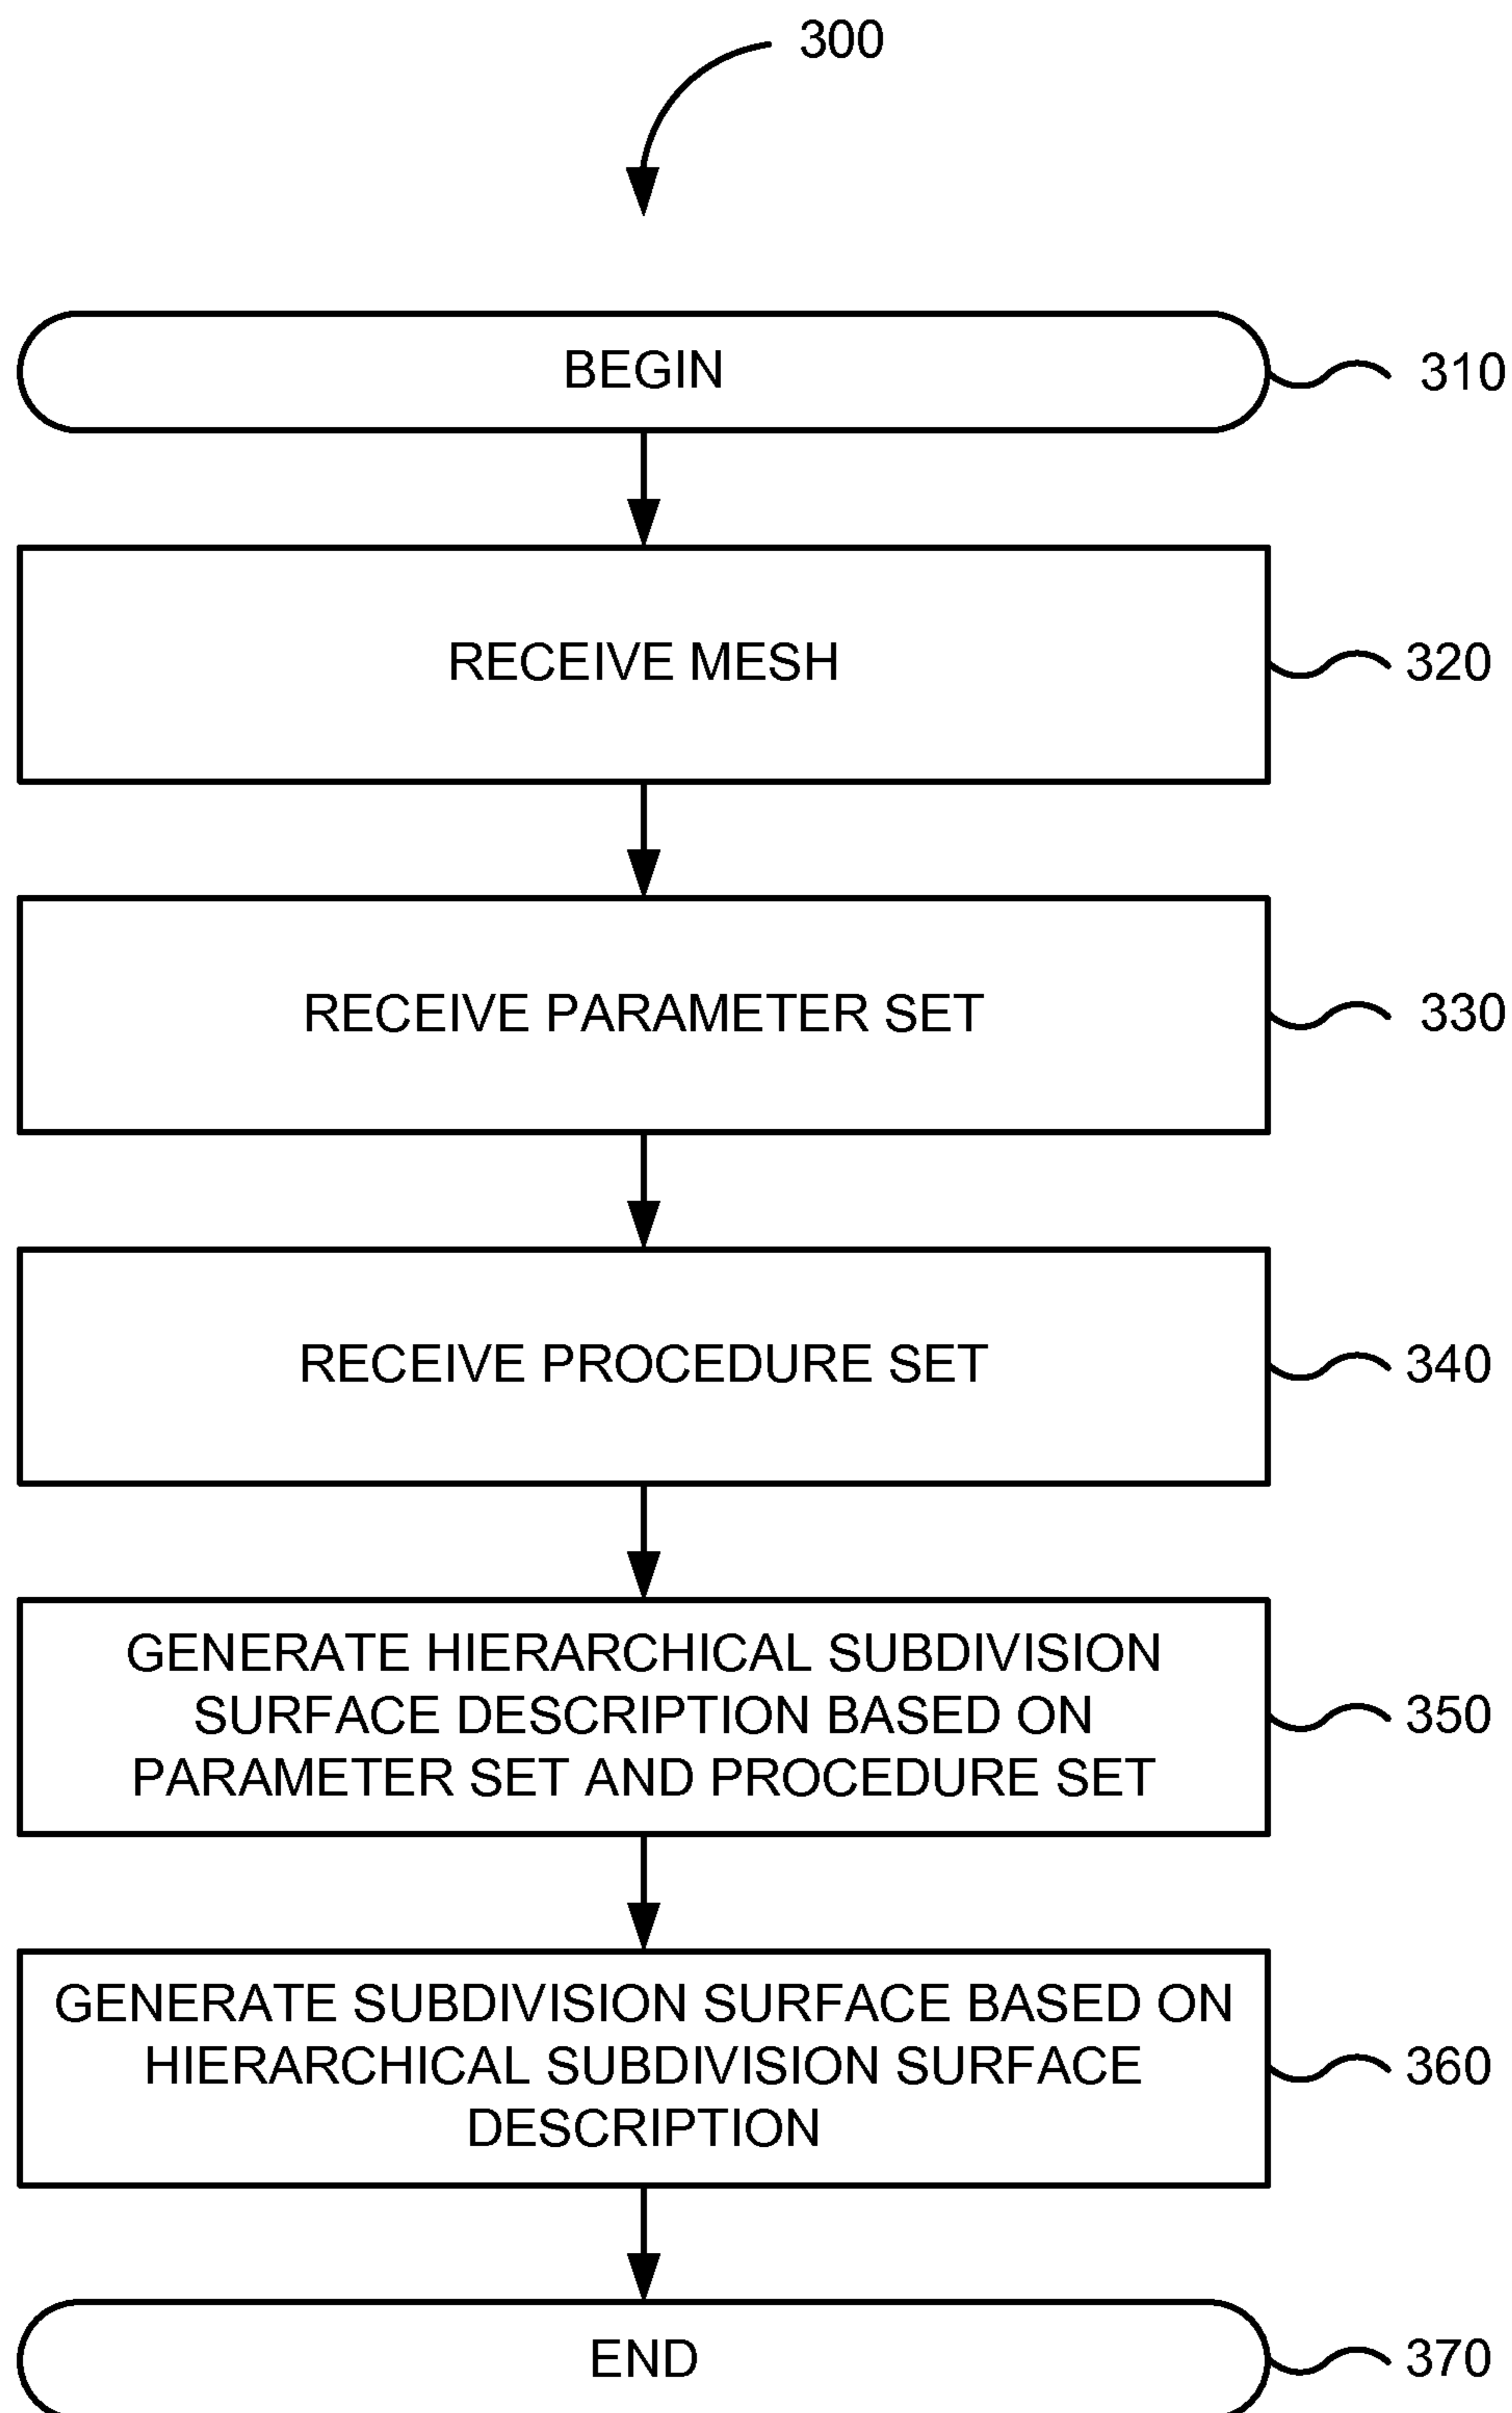 300
BEGIN
310
RECEIVE MESH
320
RECEIVE PARAMETER SET
330
RECEIVE PROCEDURE SET
340
GENERATE HIERARCHICAL SUBDIVISION
SURFACE DESCRIPTION BASED ON
PARAMETER SET AND PROCEDURE SET
350
GENERATE SUBDIVISION SURFACE BASED ON
HIERARCHICAL SUBDIVISION SURFACE
DESCRIPTION
360
END
370